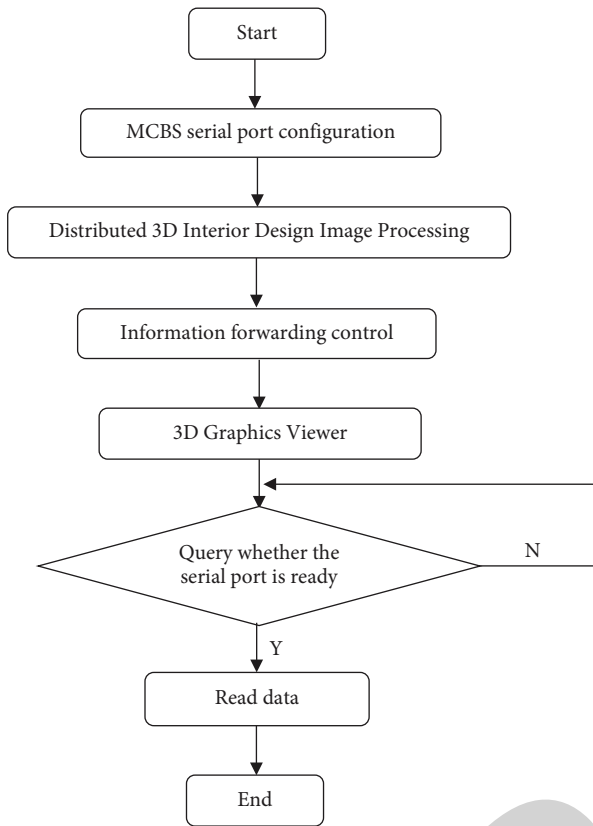 Start
MCBS serial port configuration
Distributed 3D Interior Design Image Processing
Information forwarding control
3D Graphics Viewer
Query whether the
serial port is ready
N
Y
Read data
End